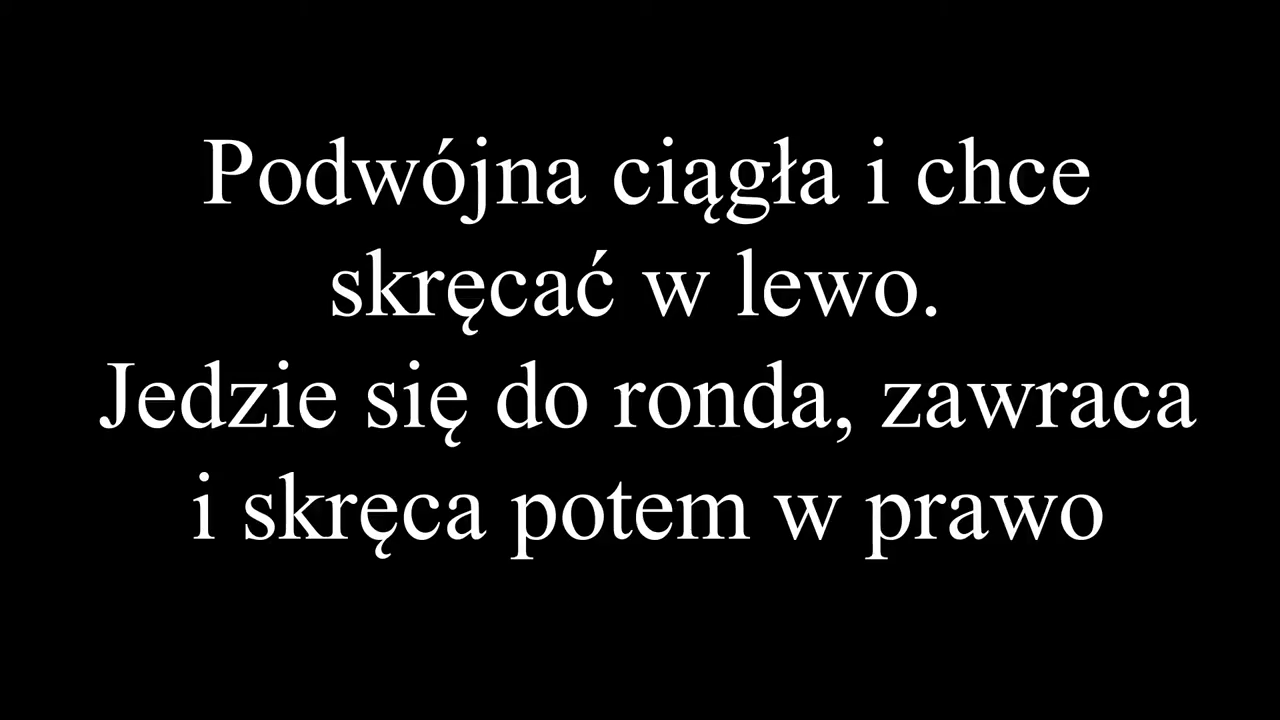 Podwójna ciągła i chce
skręcać w lewo.
Jedzie się do ronda, zawraca
i skręca potem w prawo